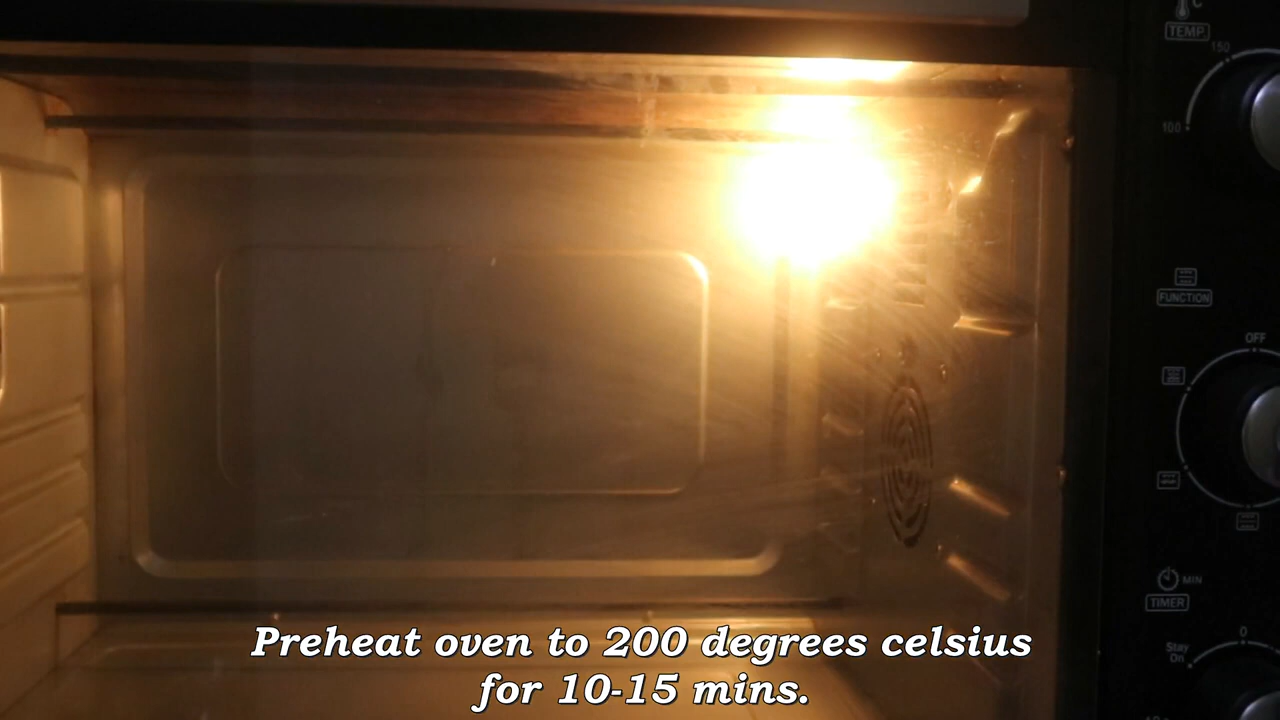 °C
TEMP.
150
100
FUNCTION
OFF
MIN
TIMER
0
Stay
On
Preheat oven to 200 degrees celsius
for 10-15 mins.